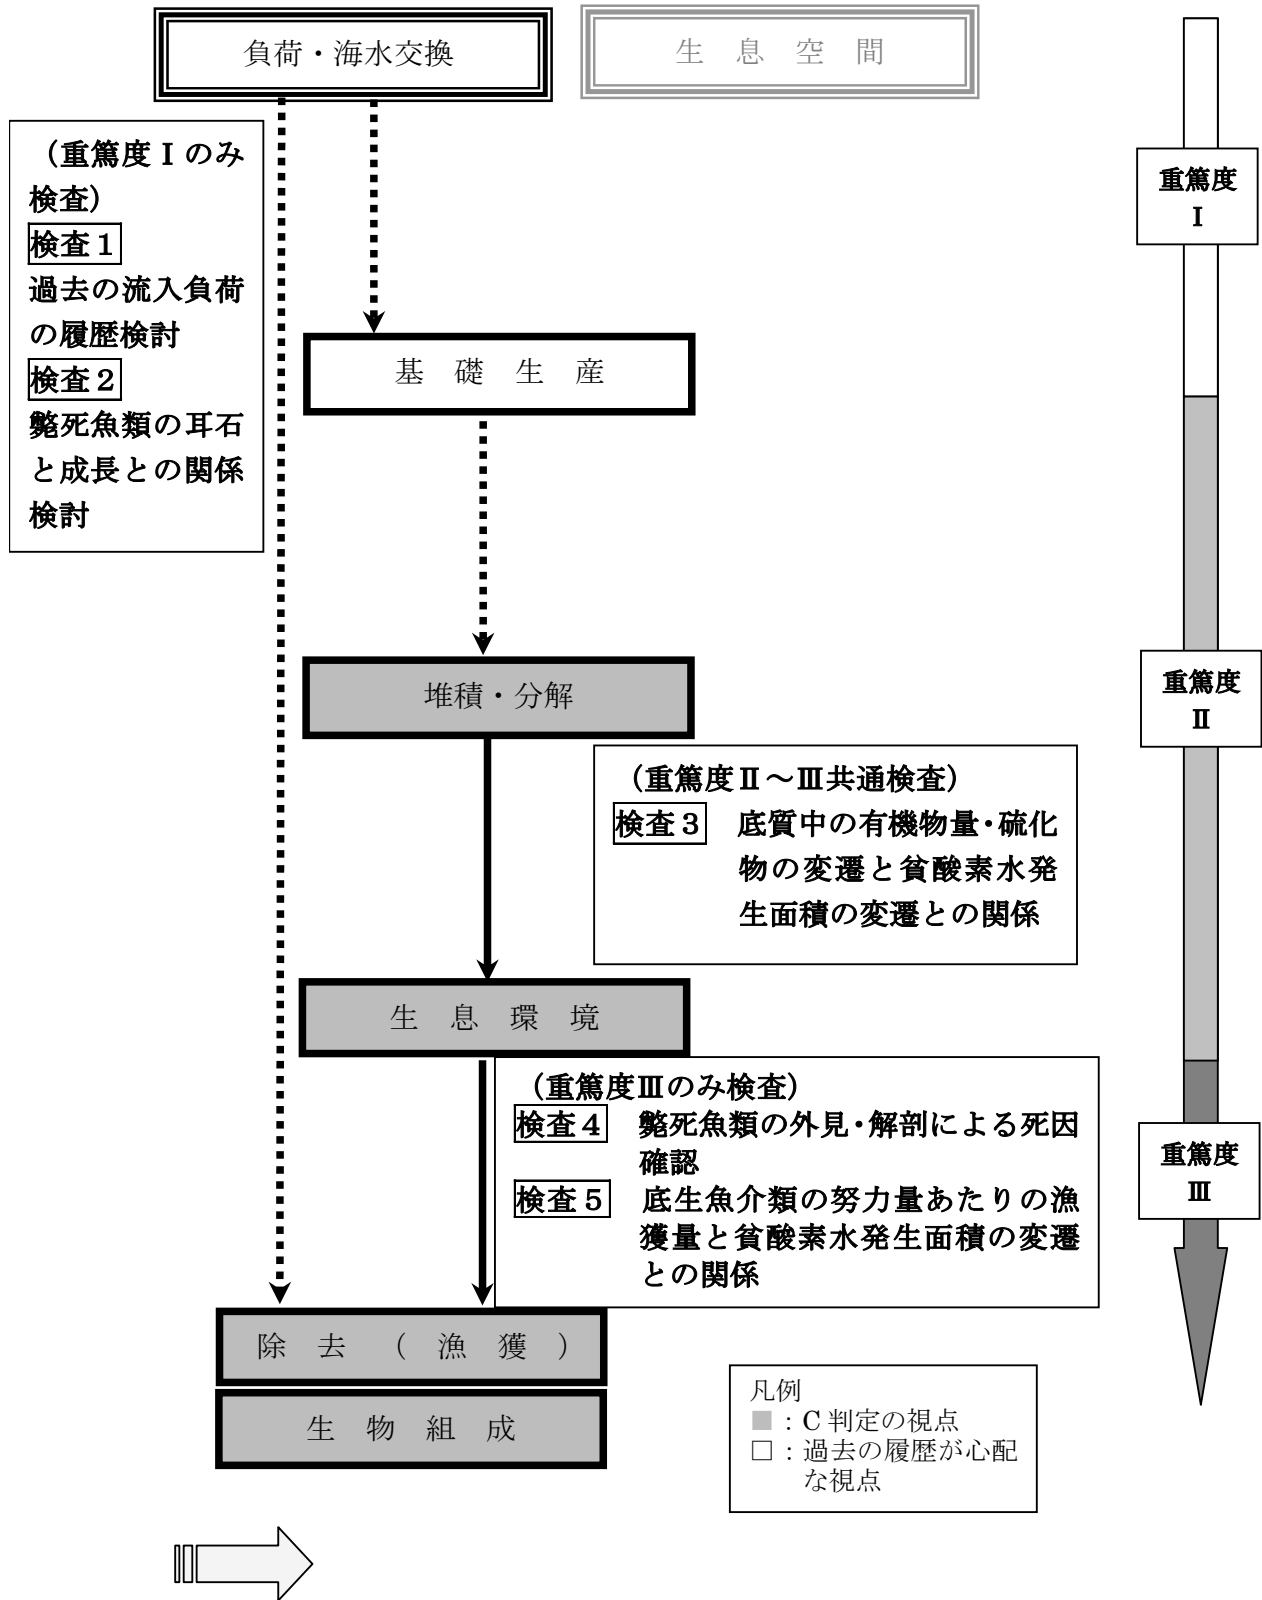 負荷・海水交換
生息空間
（重篤度Ⅰのみ
検査）
検査１
過去の流入負荷
の履歴検討
検査２
斃死魚類の耳石
と成長との関係
検討
重篤度
Ⅰ
基礎生産
堆積・分解
重篤度
Ⅱ
（重篤度Ⅱ～Ⅲ共通検査）
検査３　底質中の有機物量・硫化
物の変遷と貧酸素水発
生面積の変遷との関係
生息環境
（重篤度Ⅲのみ検査）
検査４　斃死魚類の外見・解剖による死因
確認
検査５　底生魚介類の努力量あたりの漁
獲量と貧酸素水発生面積の変遷
との関係
重篤度
Ⅲ
除去（漁獲）
生物組成
凡例
■：C 判定の視点
□：過去の履歴が心配
な視点